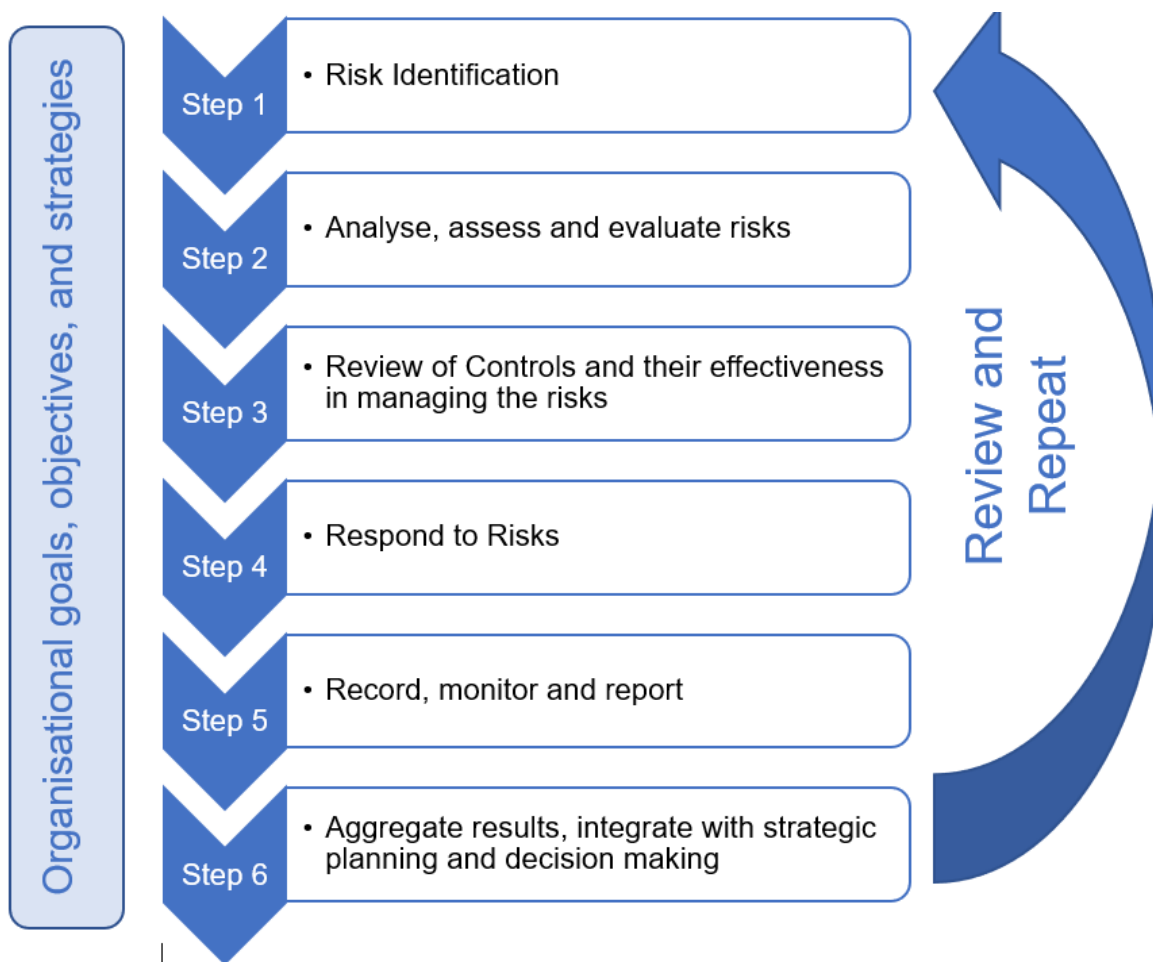 Organisational goals, objectives, and strategies
Step 1
• Risk Identification
Step 2
• Analyse, assess and evaluate risks
Step 3
• Review of Controls and their effectiveness
in managing the risks
Step 4
• Respond to Risks
Step 5
• Record, monitor and report
Step 6
• Aggregate results, integrate with strategic
planning and decision making
Review and
Repeat